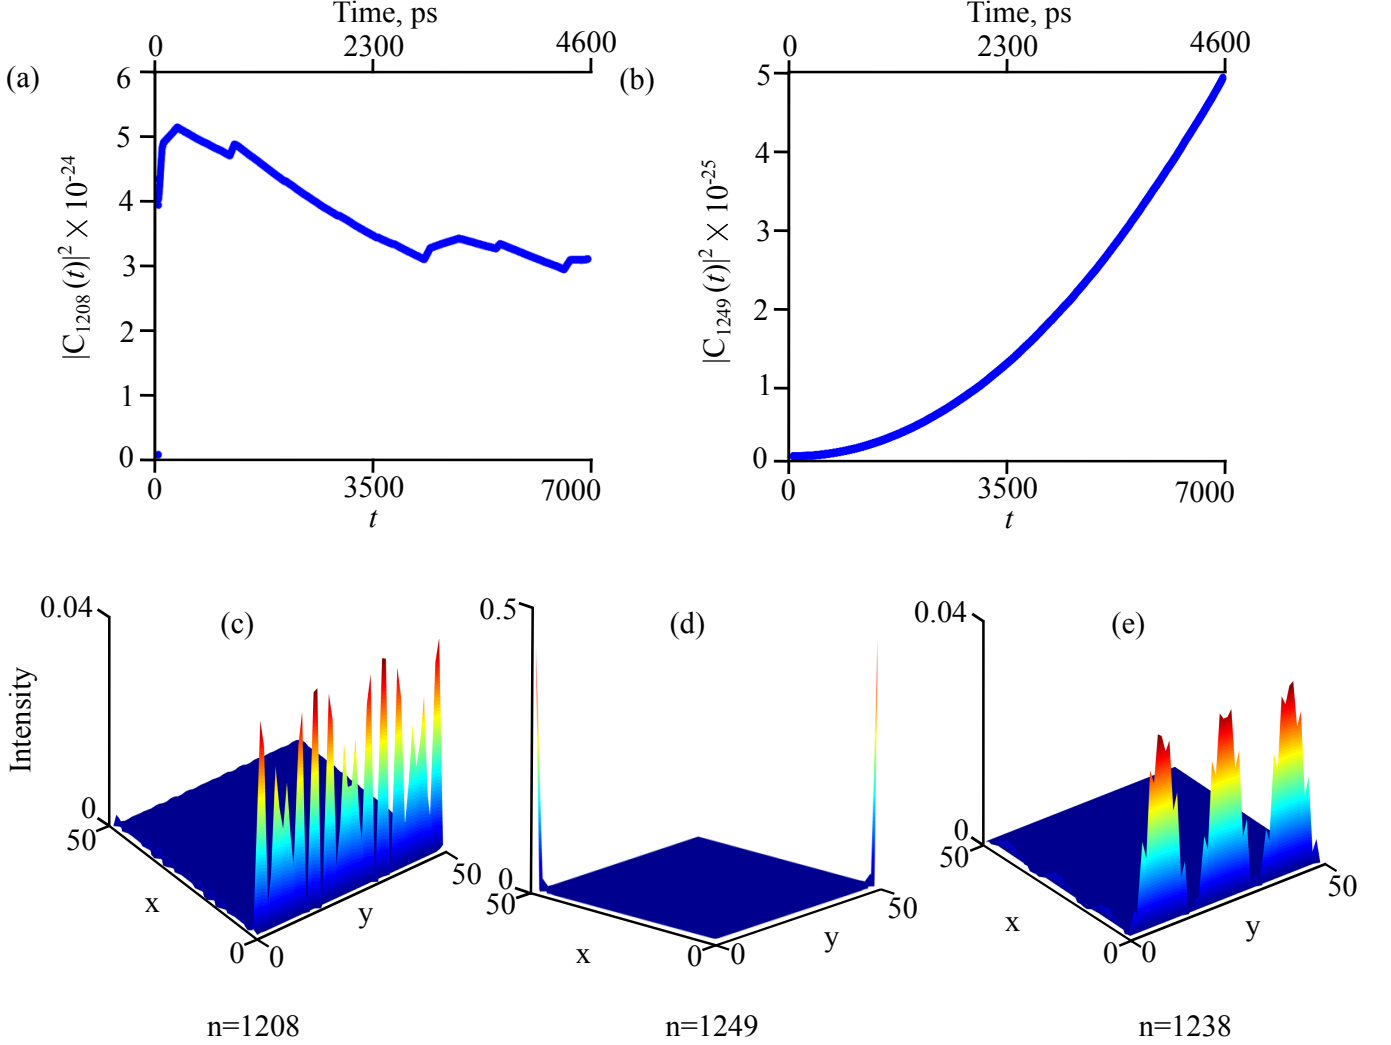 Time, ps
0 2300 4600
(a)
6
5
4
3
2
1
0
|C1208 (t)|² X 10⁻²⁴
0 3500 7000
t
Time, ps
0 2300 4600
(b)
5
4
3
2
1
0
|C1249 (t)|² X 10⁻²⁵
0 3500 7000
t
(c)
0.04
Intensity
0
50
x
0
0
y
50
n=1208
(d)
0.5
0
50
x
0
0
y
50
n=1249
(e)
0.04
0
50
x
0
0
y
50
n=1238